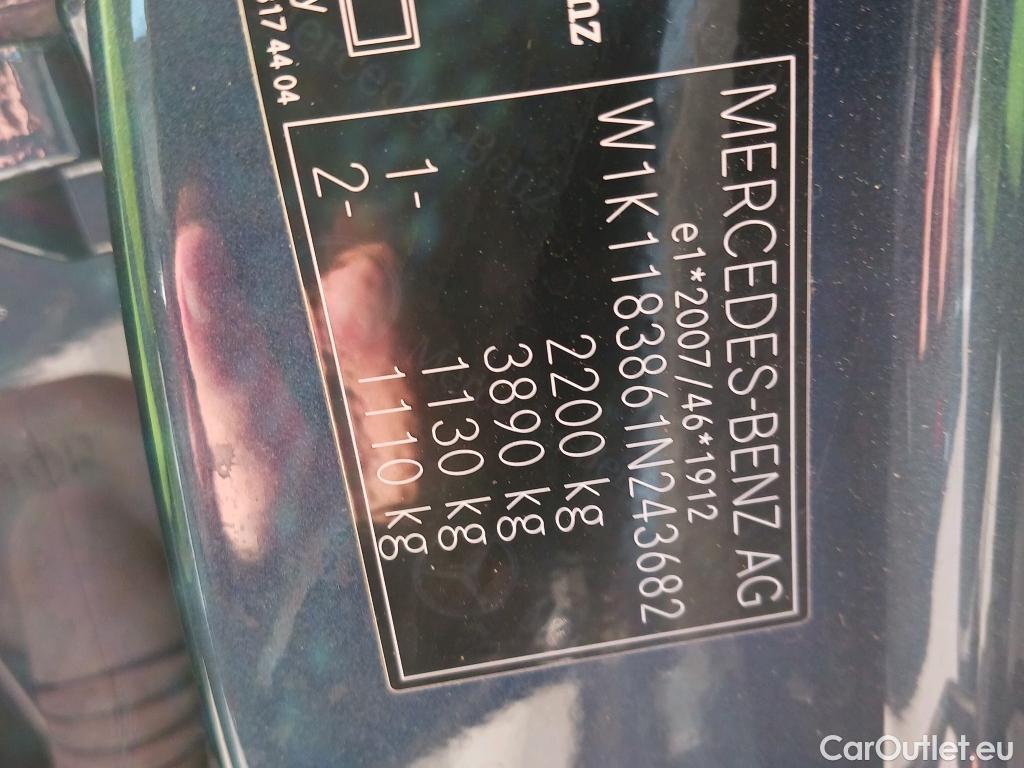 MERCEDES-BENZ AG
e1*2007/46*1912
W1K1183861N243682
2200 kg
3890 kg
1- 1130 kg
2- 1110 kg
CarOutlet.eu